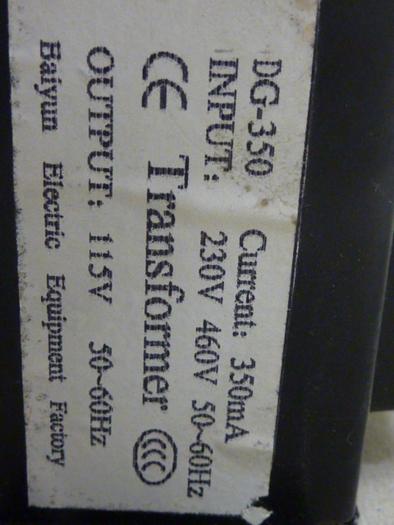 DG-350 Current: 350mA
INPUT: 230V 460V 50~60Hz
CE Transformer CCC
OUTPUT: 115V 50~60Hz
Baiyun Electric Equipment Factory